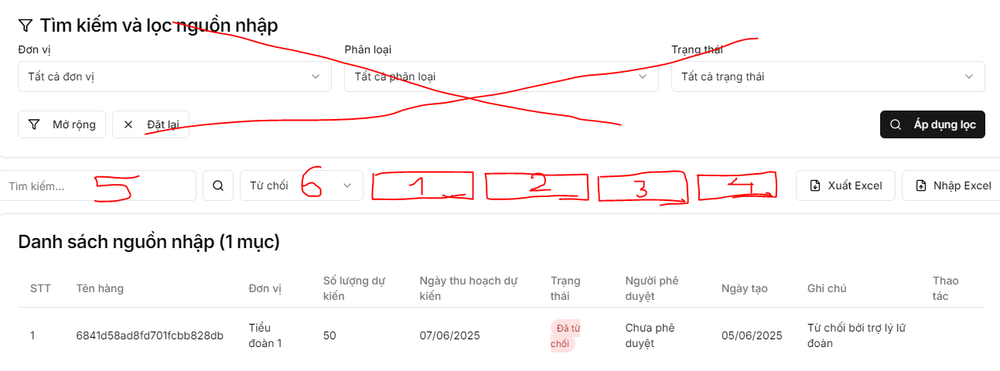 Tìm kiếm và lọc nguồn nhập
Đơn vị Phân loại Trạng thái
Tất cả đơn vị Tất cả phân loại Tất cả trạng thái
Mở rộng Đặt lại Áp dụng lọc
Tìm kiếm... 5 Từ chối 6 1 2 3 4 Xuất Excel Nhập Excel
Danh sách nguồn nhập (1 mục)
STT Tên hàng Đơn vị Số lượng dự kiến Ngày thu hoạch dự kiến Trạng thái Người phê duyệt Ngày tạo Ghi chú Thao tác
1 6841d58ad8fd701fcbb828db Tiểu đoàn 1 50 07/06/2025 Đã từ chối Chưa phê duyệt 05/06/2025 Từ chối bởi trợ lý lữ đoàn